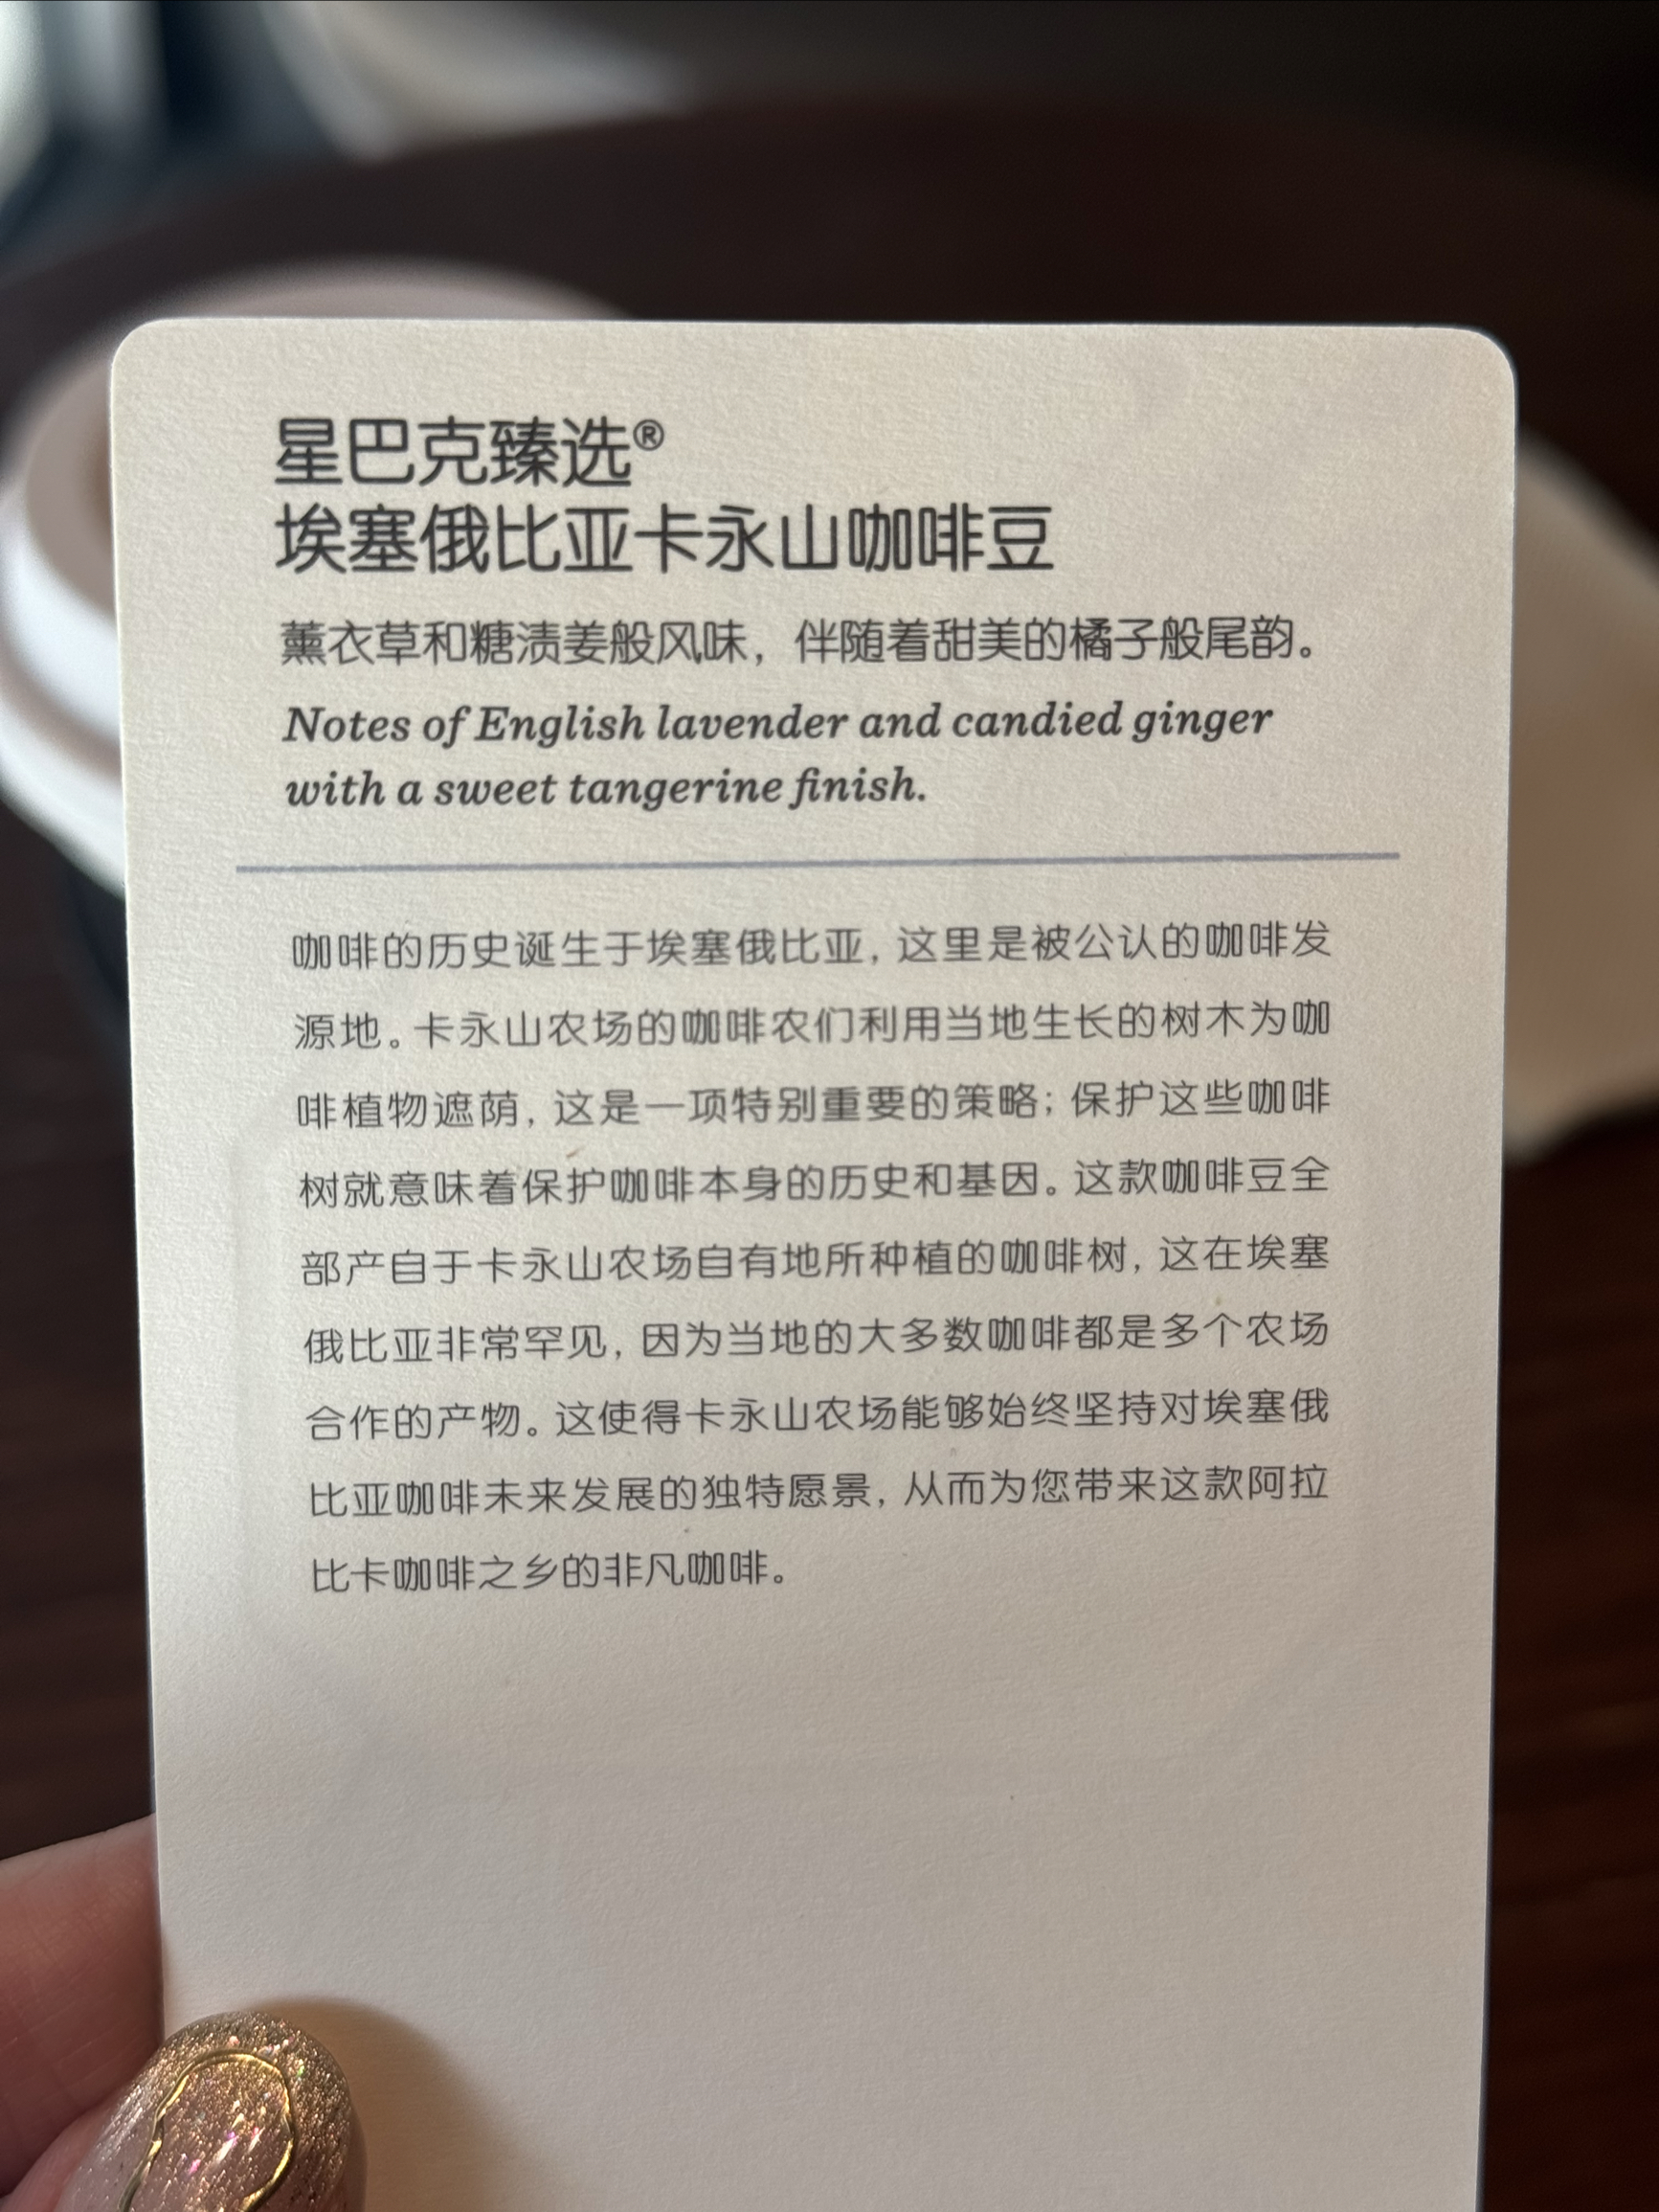 星巴克臻选®
埃塞俄比亚卡永山咖啡豆
薰衣草和糖渍姜般风味，伴随着甜美的橘子般尾韵。
Notes of English lavender and candied ginger
with a sweet tangerine finish.
咖啡的历史诞生于埃塞俄比亚，这里是被公认的咖啡发
源地。卡永山农场的咖啡农们利用当地生长的树木为咖
啡植物遮荫，这是一项特别重要的策略；保护这些咖啡
树就意味着保护咖啡本身的历史和基因。这款咖啡豆全
部产自于卡永山农场自有地所种植的咖啡树，这在埃塞
俄比亚非常罕见，因为当地的大多数咖啡都是多个农场
合作的产物。这使得卡永山农场能够始终坚持对埃塞俄
比亚咖啡未来发展的独特愿景，从而为您带来这款阿拉
比卡咖啡之乡的非凡咖啡。